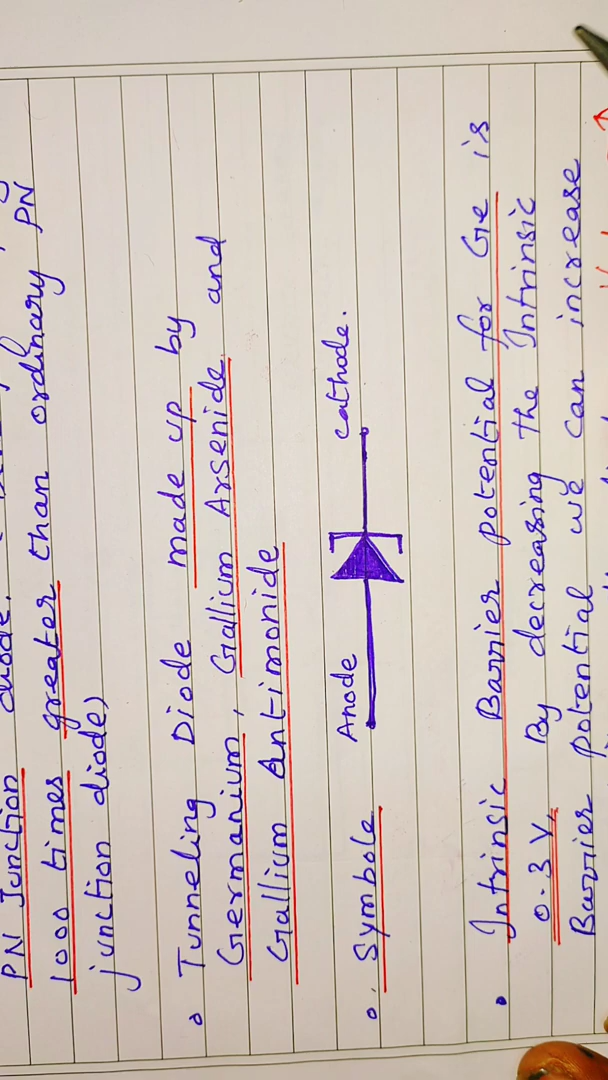 PN Junction diode.
1000 times greater than ordinary PN
junction diode)
Tunneling Diode made up by
Germanium, Gallium Arsenide and
Gallium Antimonide
Symbole
Anode
cathode.
Intrinsic Barrier potential for Ge is
0.3 V. By decreasing the Intrinsic
Barrier potential we can increase